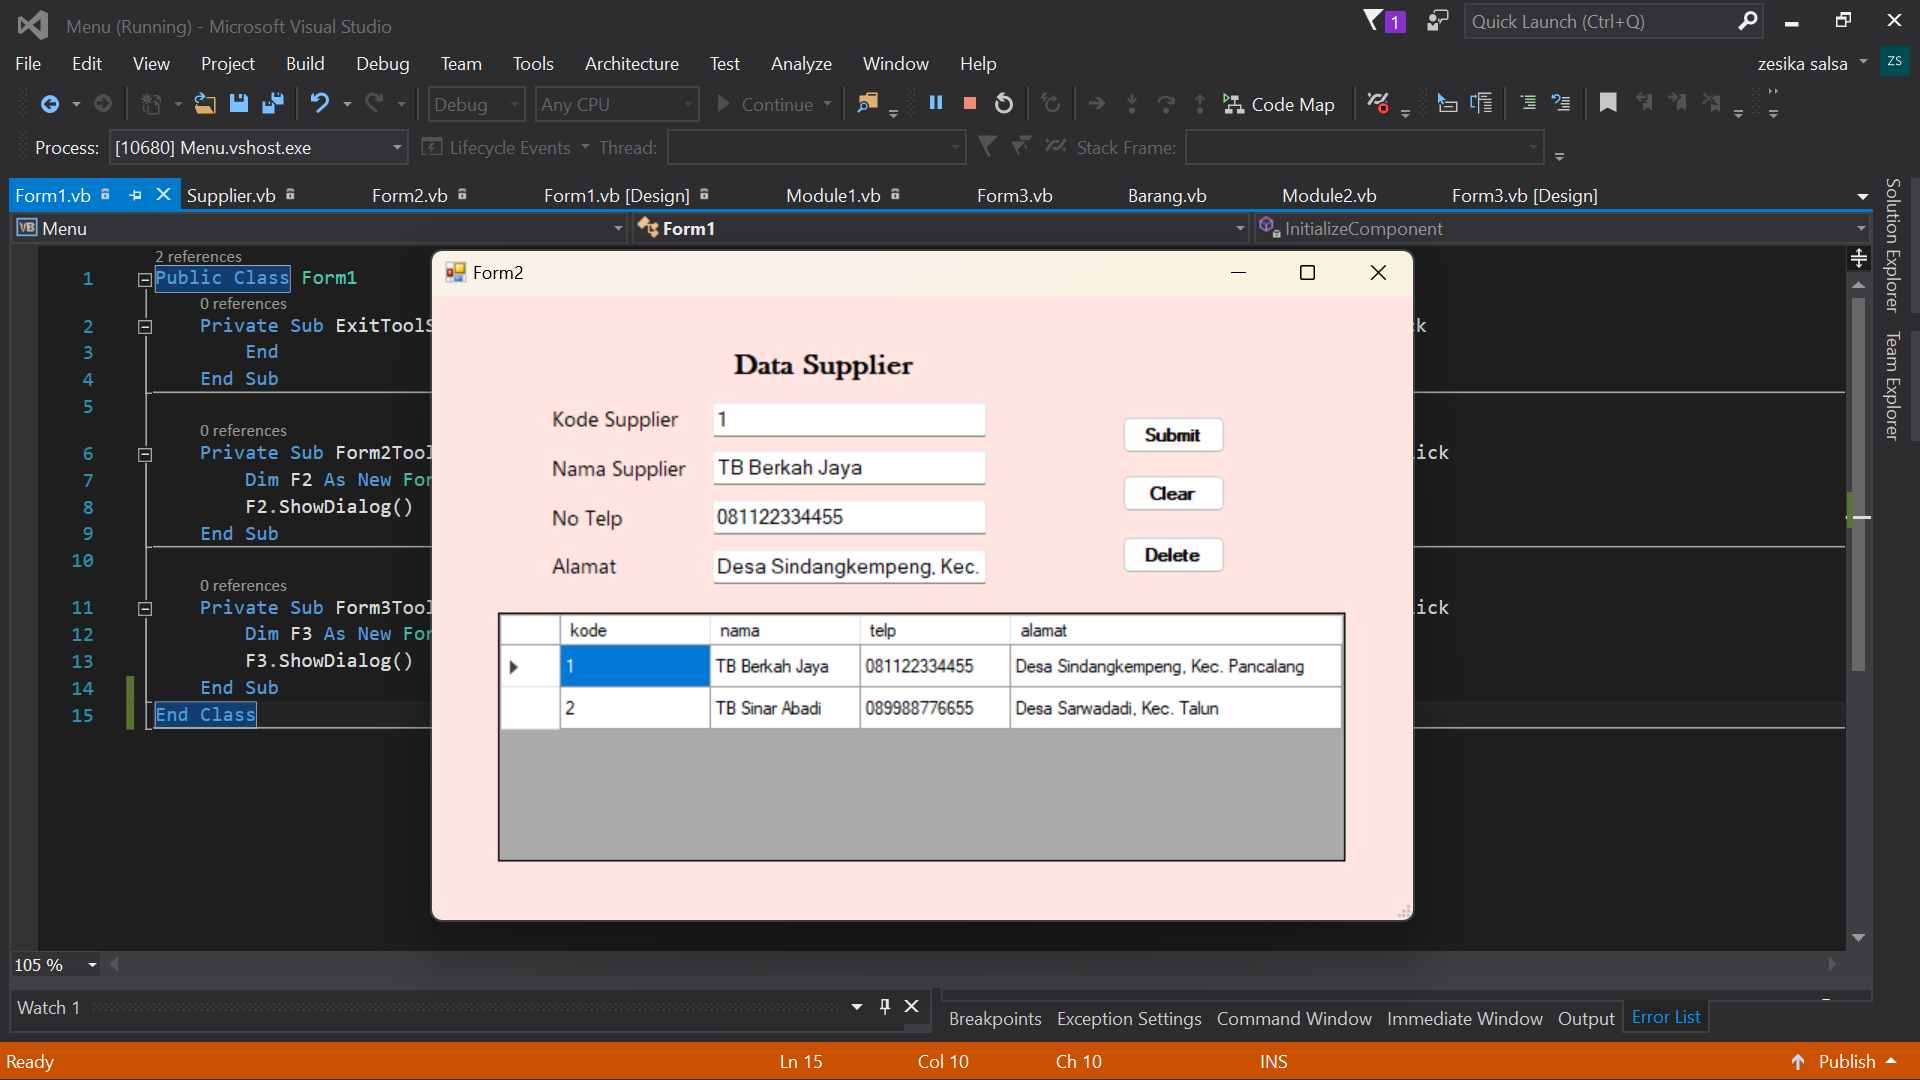 Menu (Running) - Microsoft Visual Studio
1
Quick Launch (Ctrl+Q)
File Edit View Project Build Debug Team Tools Architecture Test Analyze Window Help
zesika salsa
ZS
Debug
Any CPU
Continue
Code Map
Process: [10680] Menu.vshost.exe
Lifecycle Events
Thread:
Stack Frame:
Form1.vb
Supplier.vb
Form2.vb
Form1.vb [Design]
Module1.vb
Form3.vb
Barang.vb
Module2.vb
Form3.vb [Design]
VB Menu
Form1
InitializeComponent
Solution Explorer
Team Explorer
2 references
1 Public Class Form1
0 references
2 Private Sub ExitToolS
ck
3 End
4 End Sub
5
0 references
6 Private Sub Form2Tool
ick
7 Dim F2 As New For
8 F2.ShowDialog()
9 End Sub
10
0 references
11 Private Sub Form3Tool
ick
12 Dim F3 As New For
13 F3.ShowDialog()
14 End Sub
15 End Class
Form2
Data Supplier
Kode Supplier 1
Nama Supplier TB Berkah Jaya
No Telp 081122334455
Alamat Desa Sindangkempeng, Kec.
Submit
Clear
Delete
kode nama telp alamat
1 TB Berkah Jaya 081122334455 Desa Sindangkempeng, Kec. Pancalang
2 TB Sinar Abadi 089988776655 Desa Sarwadadi, Kec. Talun
105 %
Watch 1
Breakpoints Exception Settings Command Window Immediate Window Output Error List
Ready
Ln 15
Col 10
Ch 10
INS
Publish